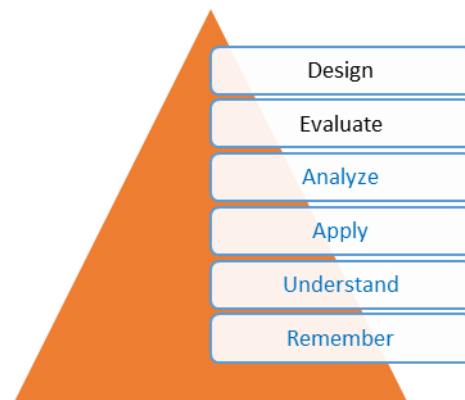 Design
Evaluate
Analyze
Apply
Understand
Remember